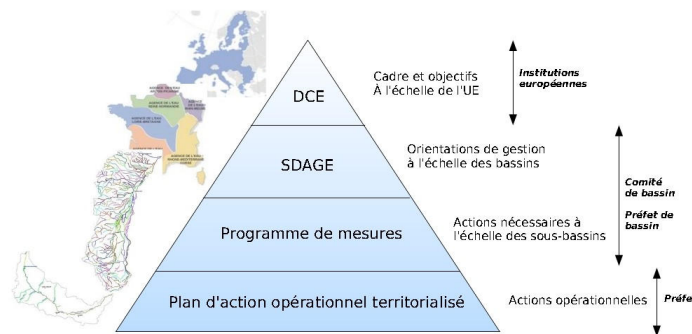 DCE
Cadre et objectifs
À l'échelle de l'UE
Institutions
européennes
SDAGE
Orientations de gestion
à l'échelle des bassins
Comité
de bassin
Préfet de
bassin
Programme de mesures
Actions nécessaires à
l'échelle des sous-bassins
Plan d'action opérationnel territorialisé
Actions opérationnelles
Préfe